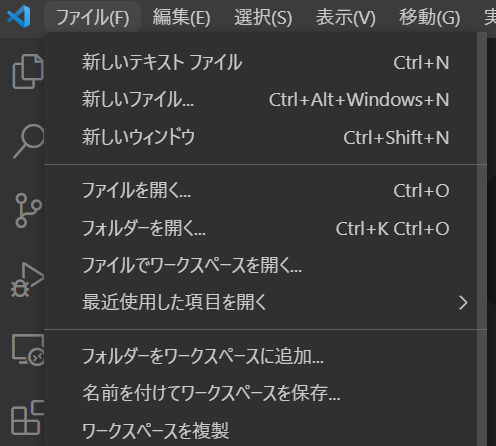 ファイル(F) 編集(E) 選択(S) 表示(V) 移動(G)
新しいテキスト ファイル Ctrl+N
新しいファイル... Ctrl+Alt+Windows+N
新しいウィンドウ Ctrl+Shift+N
ファイルを開く... Ctrl+O
フォルダーを開く... Ctrl+K Ctrl+O
ファイルでワークスペースを開く...
最近使用した項目を開く
フォルダーをワークスペースに追加...
名前を付けてワークスペースを保存...
ワークスペースを複製